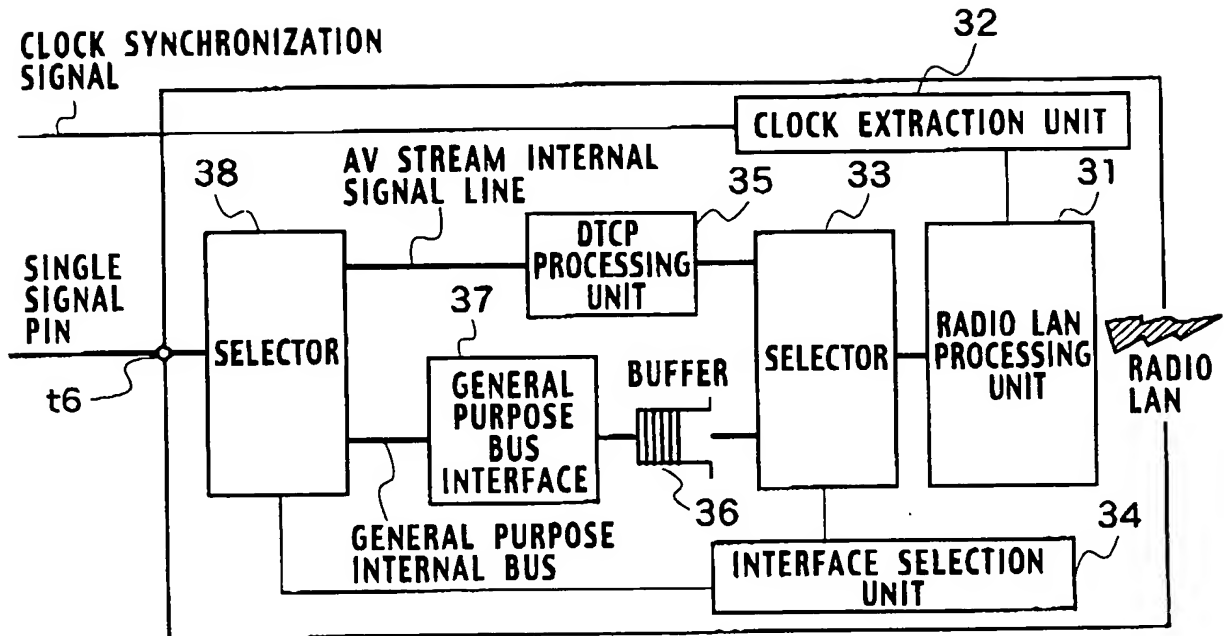 CLOCK SYNCHRONIZATION
SIGNAL
32
CLOCK EXTRACTION UNIT
38
AV STREAM INTERNAL
SIGNAL LINE
35
33
31
DTCP
PROCESSING
UNIT
SINGLE
SIGNAL
PIN
t6
SELECTOR
37
GENERAL
PURPOSE
BUS
INTERFACE
BUFFER
36
SELECTOR
RADIO LAN
PROCESSING
UNIT
RADIO
LAN
GENERAL PURPOSE
INTERNAL BUS
34
INTERFACE SELECTION
UNIT